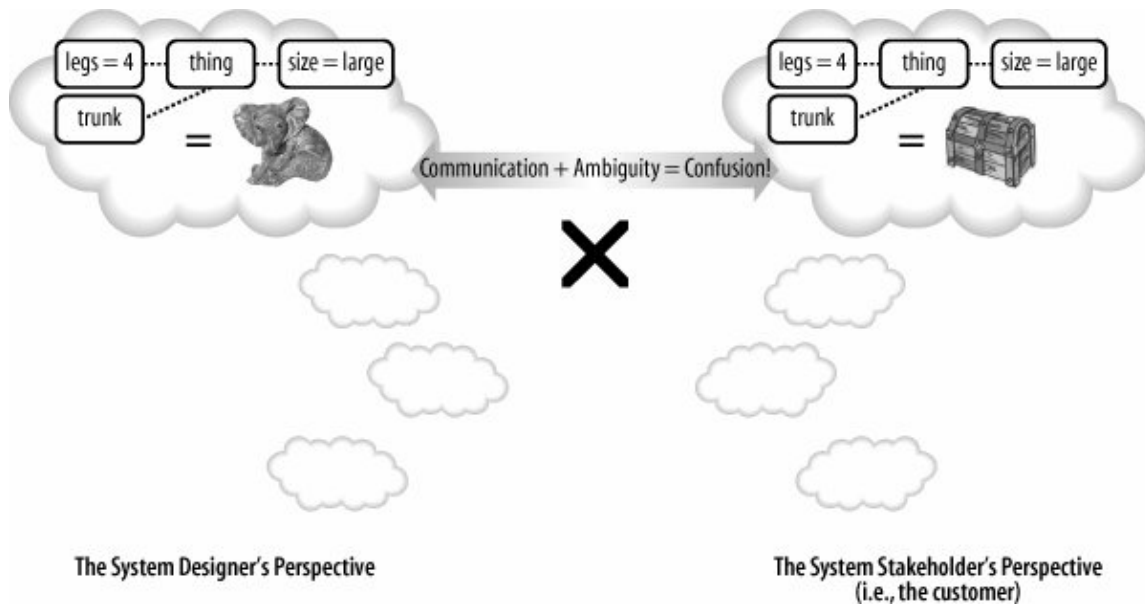 legs = 4 thing size = large
trunk
=
legs = 4 thing size = large
trunk
=
Communication + Ambiguity = Confusion!
The System Designer's Perspective
The System Stakeholder's Perspective
(i.e., the customer)